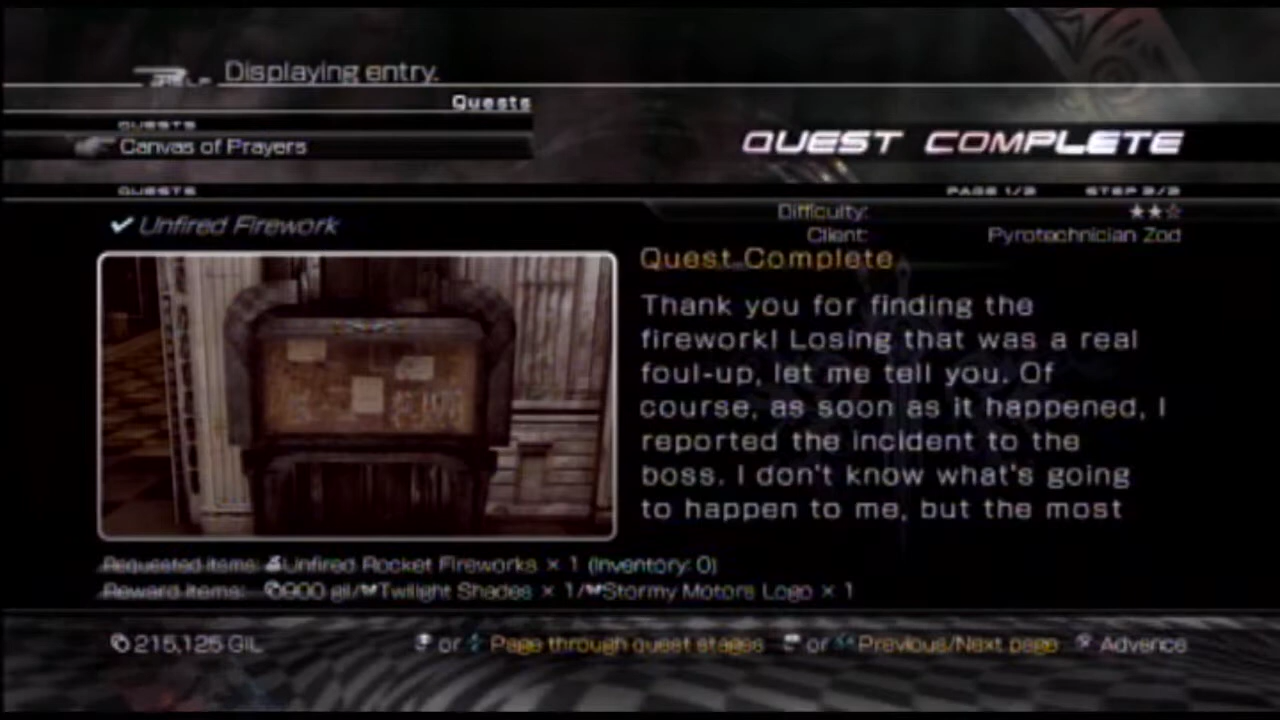 Displaying entry.
Quests
QUESTS
Canvas of Prayers
QUEST COMPLETE
QUESTS
PAGE 1/2 STEP 2/2
Unfired Firework
Difficulty: ★★☆
Client: Pyrotechnician Zod
Quest Complete
Thank you for finding the
firework! Losing that was a real
foul-up, let me tell you. Of
course, as soon as it happened, I
reported the incident to the
boss. I don't know what's going
to happen to me, but the most
Requested items: Unfired Rocket Fireworks × 1 (Inventory: 0)
Reward items: 900 gil/Twilight Shades × 1/Stormy Motors Logo × 1
215,125 GIL
or Page through quest stages or Previous/Next page Advance